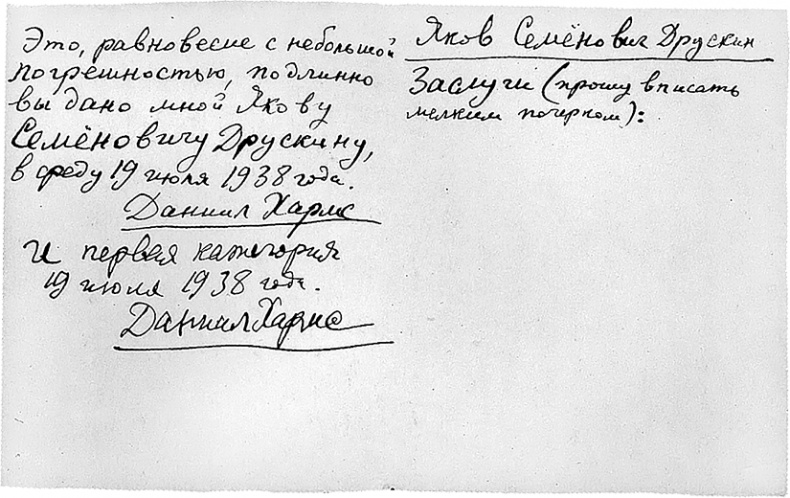 Это, равновесие с небольшой
погрешностью, подлинно
выдано мной Якову
Семёновичу Друскину,
в среду 19 июля 1938 года.
Даниил Хармс
И первая категория
19 июля 1938 года.
Даниил Хармс
Яков Семёнович Друскин
Заслуги (прошу вписать
мелким почерком):